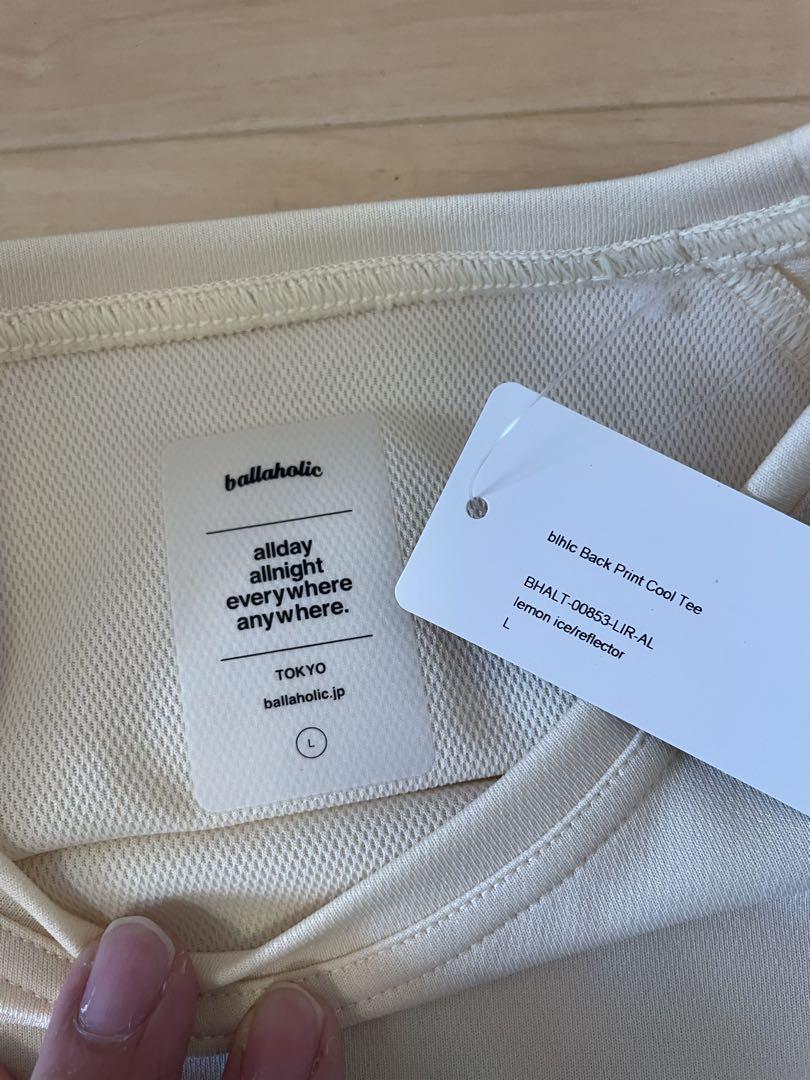 ballaholic
allday
allnight
everywhere
anywhere.
TOKYO
ballaholic.jp
L
blhlc Back Print Cool Tee
BHALT-00853-LIR-AL
lemon ice/reflector
L